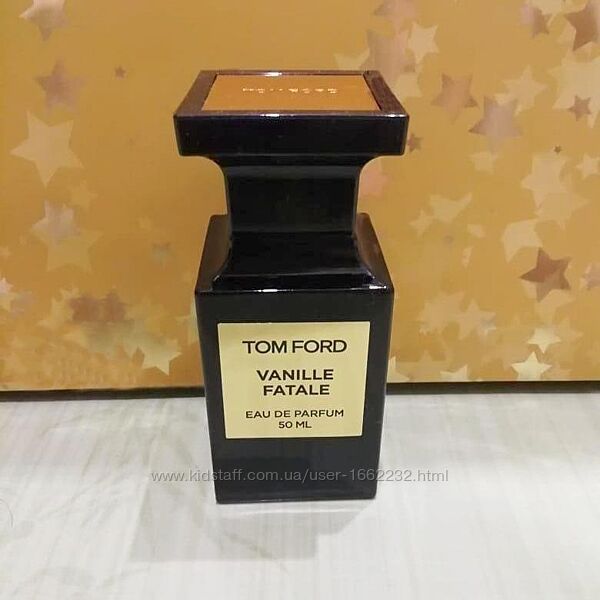 TOM FORD
VANILLE
FATALE
EAU DE PARFUM
50 ML
www.kidstaff.com.ua/user-1662232.html